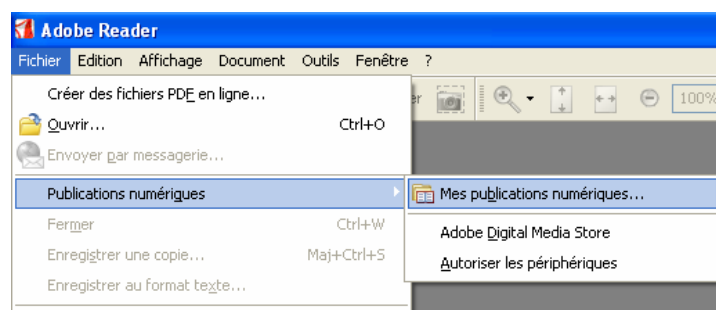 Adobe Reader
Fichier Edition Affichage Document Outils Fenêtre ?
Créer des fichiers PDF en ligne...
100%
Ouvrir... Ctrl+O
Envoyer par messagerie...
Publications numériques
Mes publications numériques...
Fermer Ctrl+W
Adobe Digital Media Store
Enregistrer une copie... Maj+Ctrl+S
Autoriser les périphériques
Enregistrer au format texte...